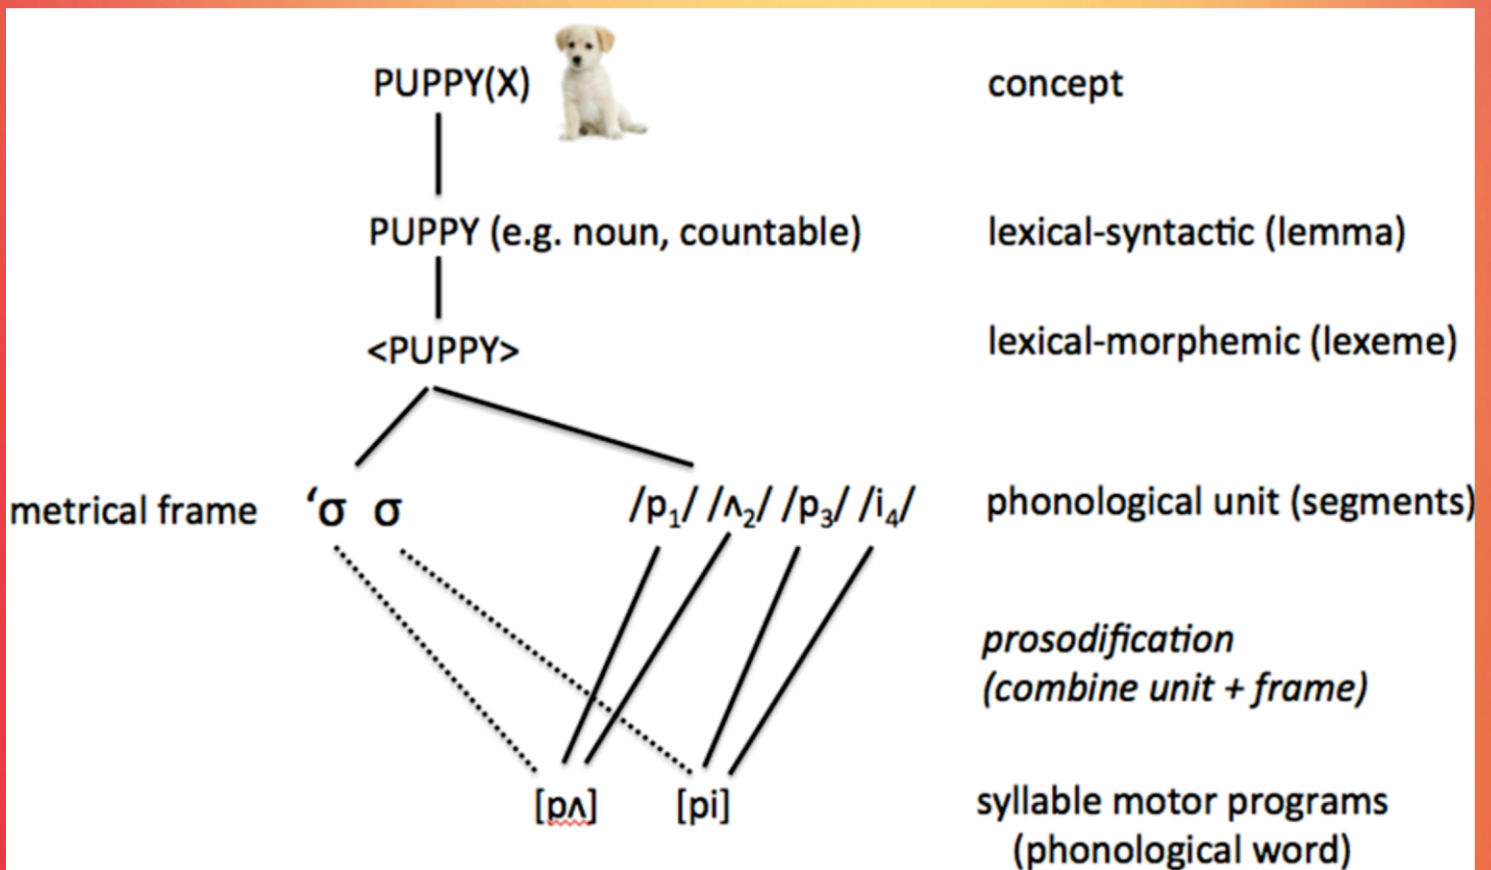 PUPPY(X) concept
PUPPY (e.g. noun, countable) lexical-syntactic (lemma)
<PUPPY> lexical-morphemic (lexeme)
metrical frame ‘σ σ /p₁/ /ʌ₂/ /p₃/ /i₄/ phonological unit (segments)
prosodification
(combine unit + frame)
[pʌ] [pi] syllable motor programs
(phonological word)